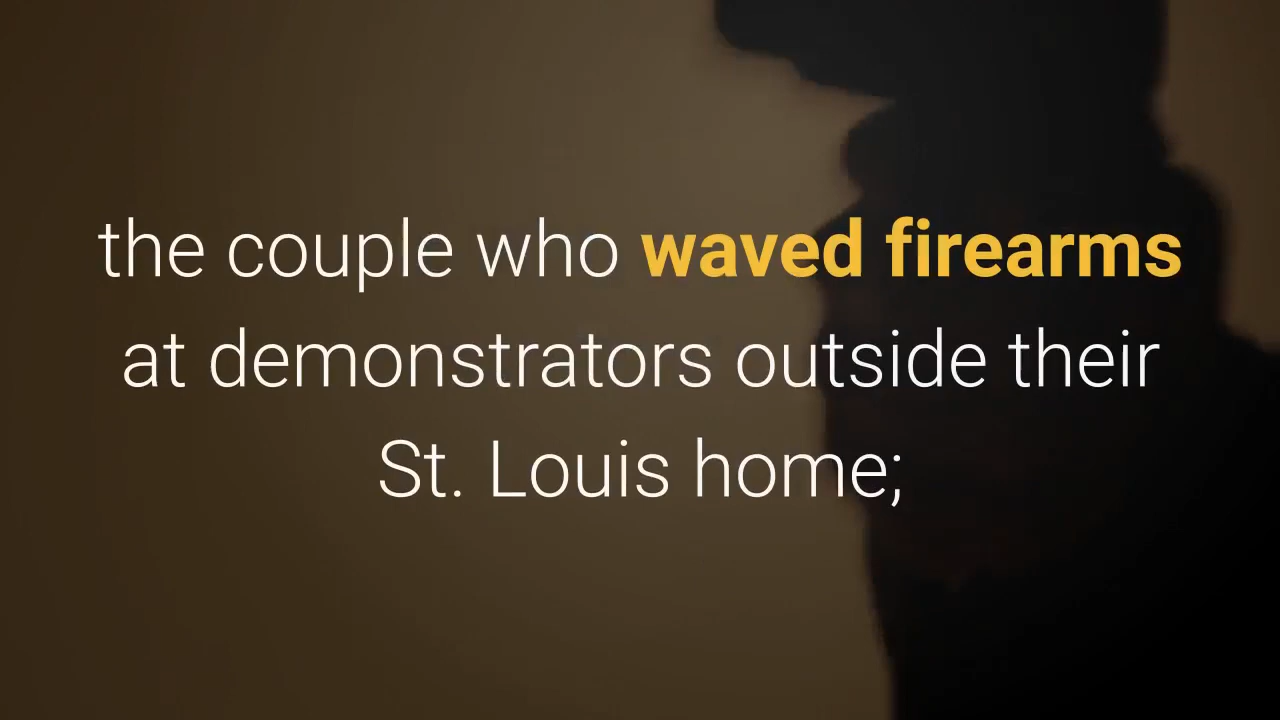 the couple who waved firearms
at demonstrators outside their
St. Louis home;